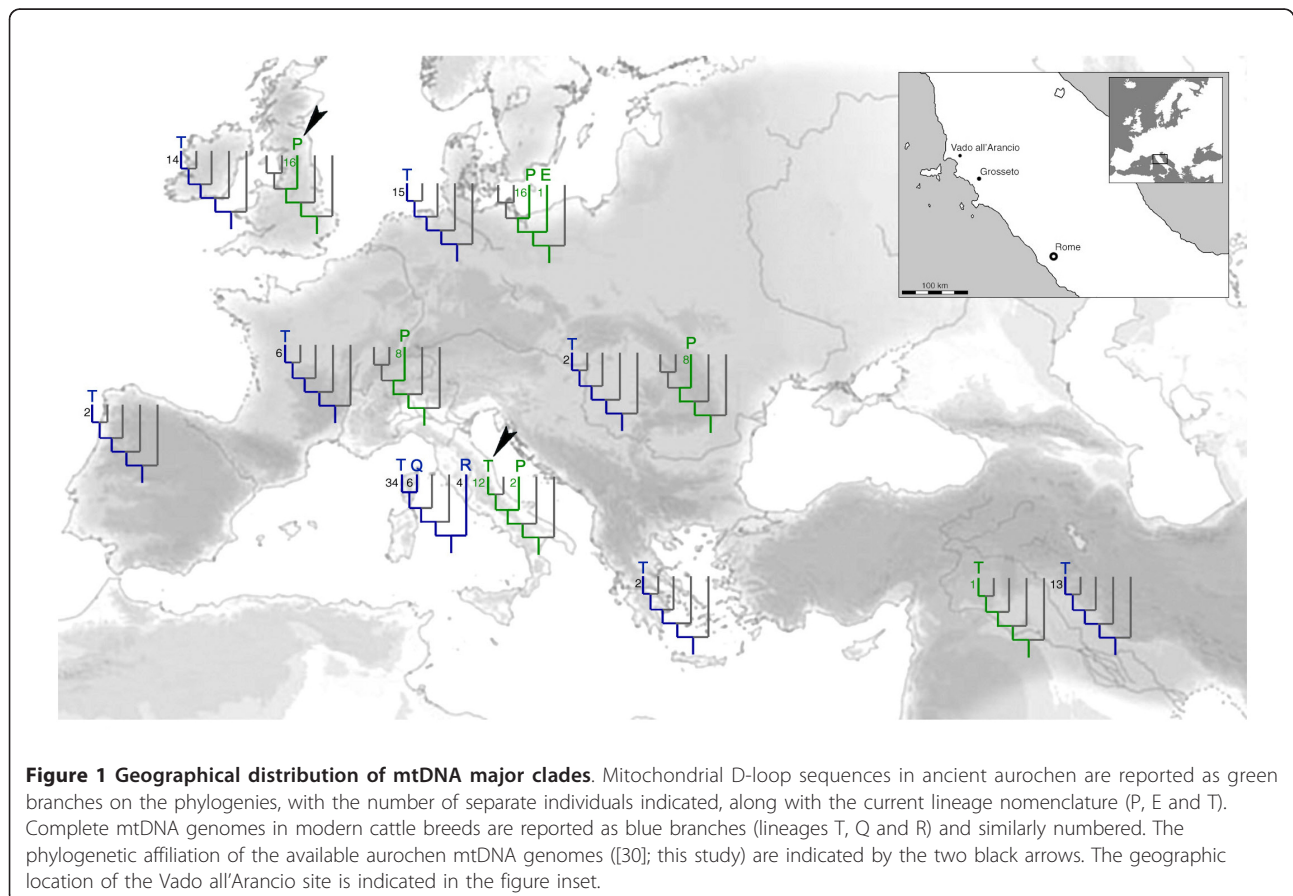 T
14
P
16
T
15
P E
16 1
T
6
P
8
T
2
P
8
T
2
T Q R
34 6 4
T P
12 2
T
2
T
1
T
13
Vado all'Arancio
Grosseto
Rome
100 km
Figure 1 Geographical distribution of mtDNA major clades. Mitochondrial D-loop sequences in ancient aurochen are reported as green
branches on the phylogenies, with the number of separate individuals indicated, along with the current lineage nomenclature (P, E and T).
Complete mtDNA genomes in modern cattle breeds are reported as blue branches (lineages T, Q and R) and similarly numbered. The
phylogenetic affiliation of the available aurochen mtDNA genomes ([30]; this study) are indicated by the two black arrows. The geographic
location of the Vado all'Arancio site is indicated in the figure inset.